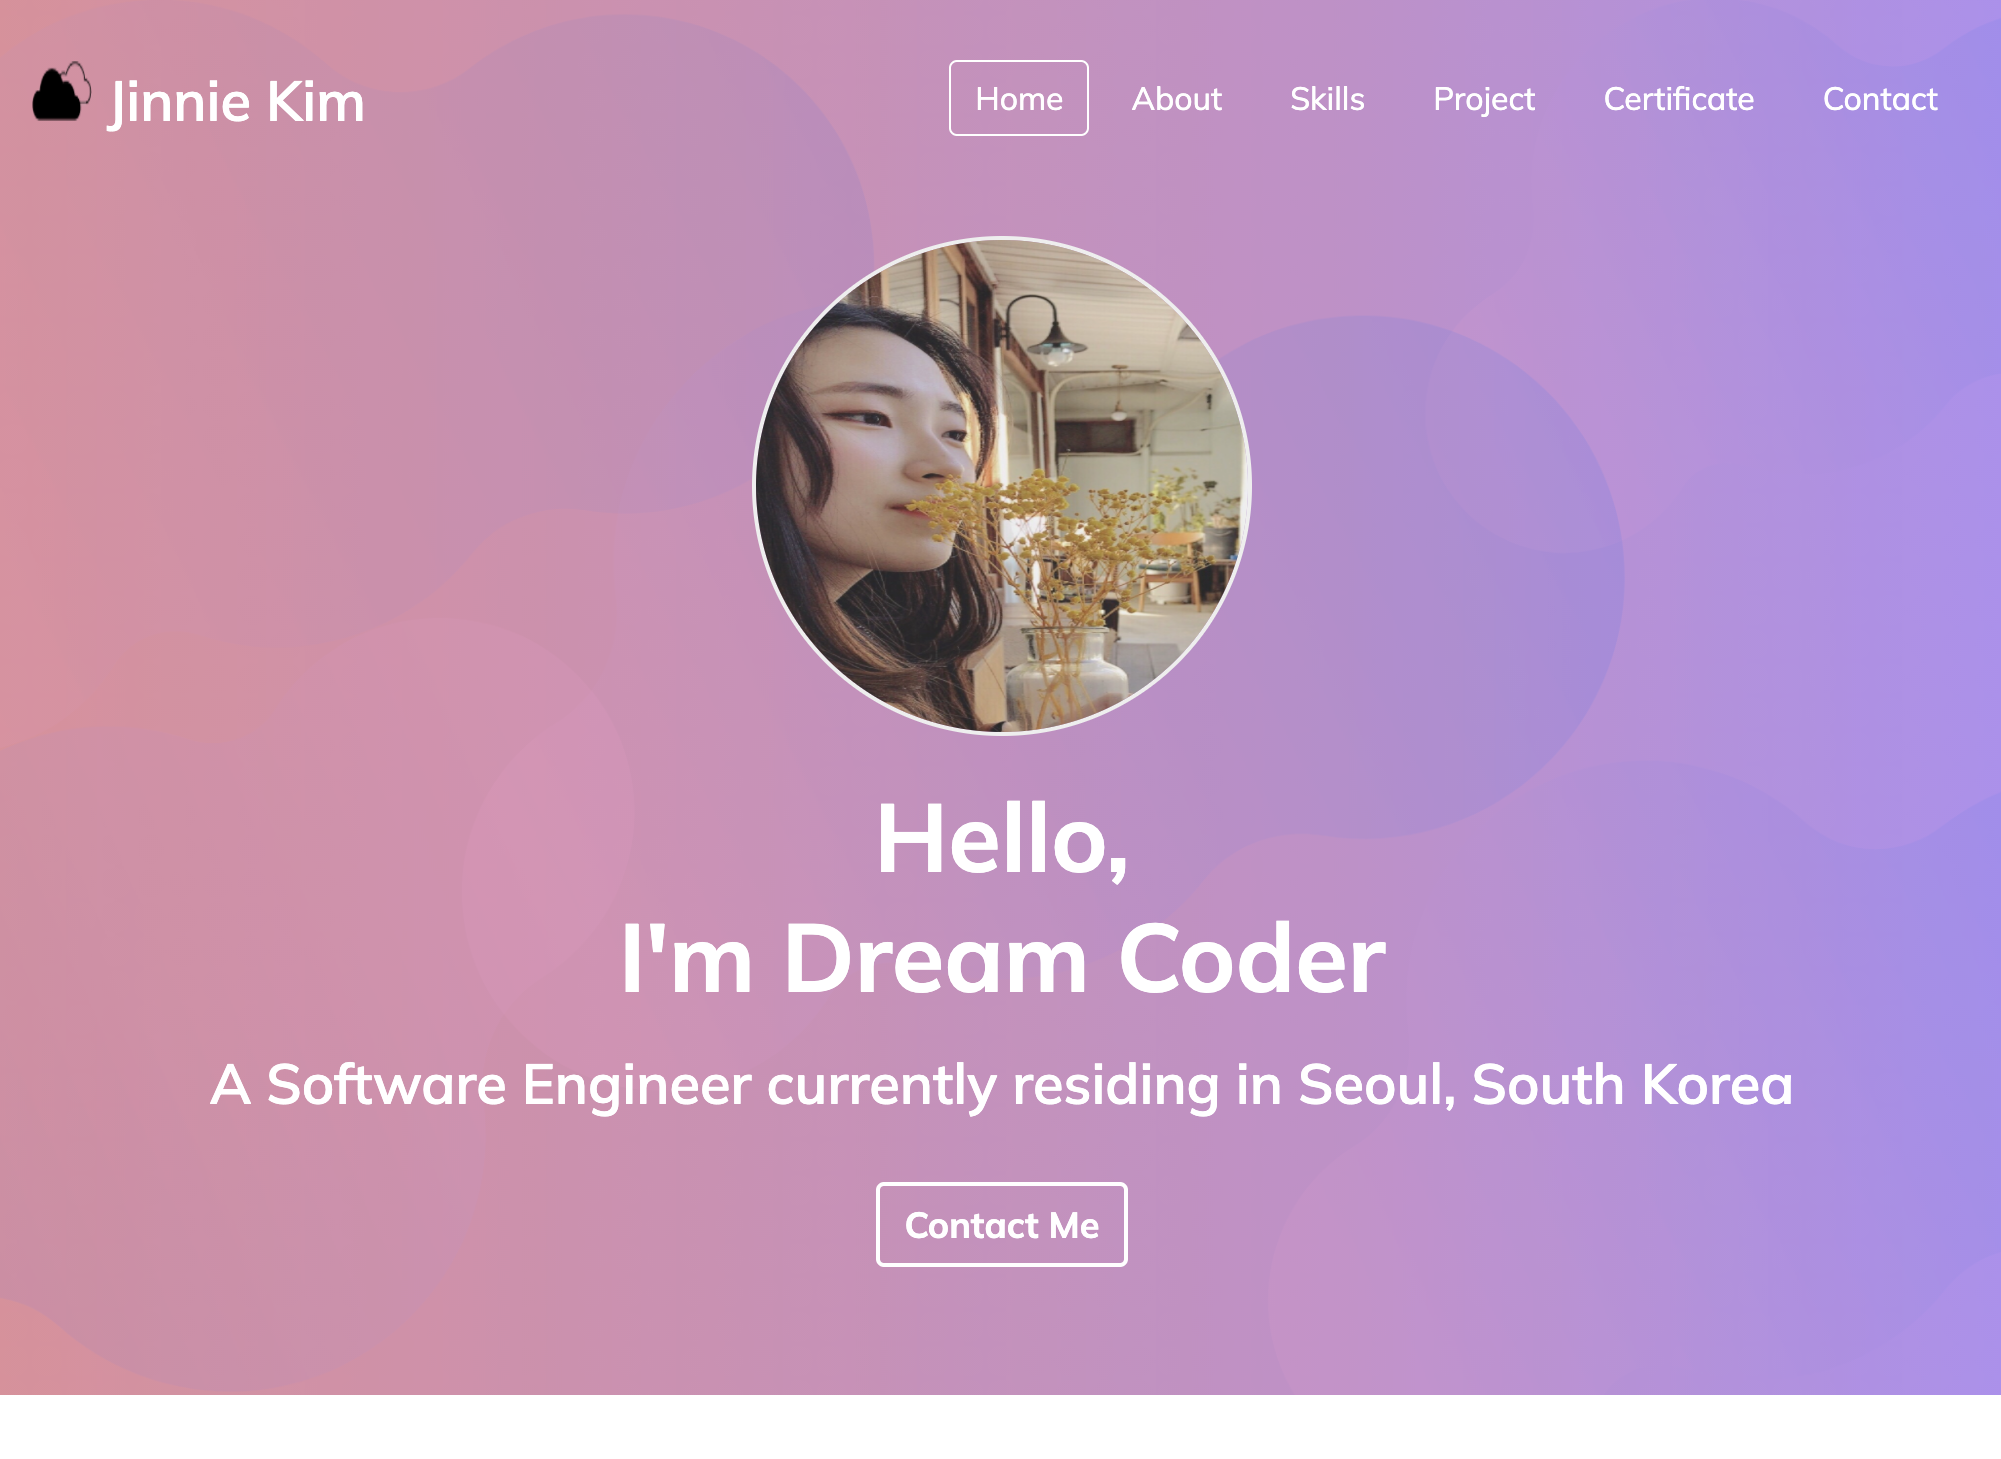 Jinnie Kim
Home About Skills Project Certificate Contact
Hello,
I'm Dream Coder
A Software Engineer currently residing in Seoul, South Korea
Contact Me